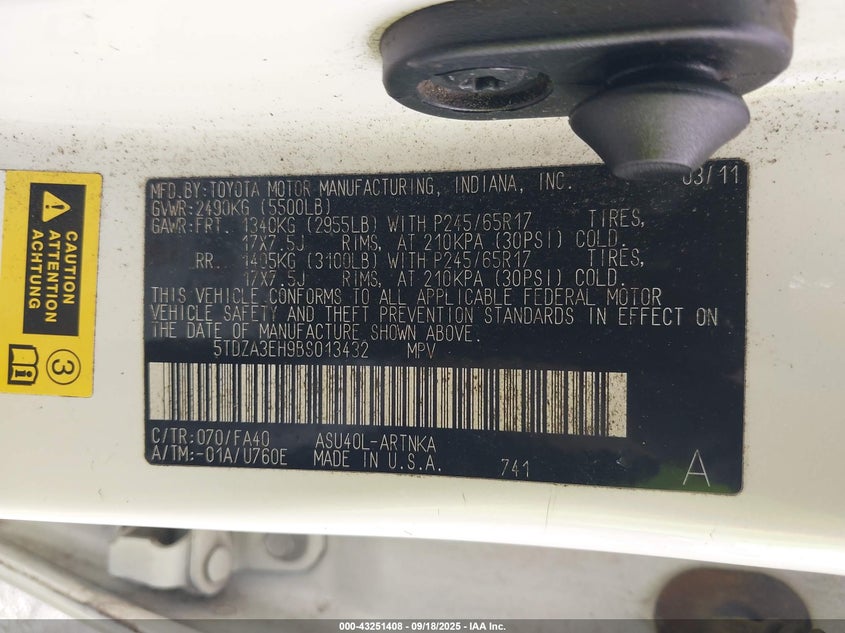 MFD.BY:TOYOTA MOTOR MANUFACTURING, INDIANA, INC. 03/11
GVWR:2490KG (5500LB)
GAWR:FRT. 1340KG (2955LB) WITH P245/65R17 TIRES,
17X7.5J RIMS, AT 210KPA (30PSI) COLD.
RR. 1405KG (3100LB) WITH P245/65R17 TIRES,
17X7.5J RIMS, AT 210KPA (30PSI) COLD.
THIS VEHICLE CONFORMS TO ALL APPLICABLE FEDERAL MOTOR
VEHICLE SAFETY AND THEFT PREVENTION STANDARDS IN EFFECT ON
THE DATE OF MANUFACTURE SHOWN ABOVE.
5TDZA3EH9BS013432 MPV
C/TR:070/FA40 ASU40L-ARTNKA
A/TM:-01A/U760E MADE IN U.S.A. 741 A
CAUTION
ATTENTION
ACHTUNG
3
000-43251408 - 09/18/2025 - IAA Inc.